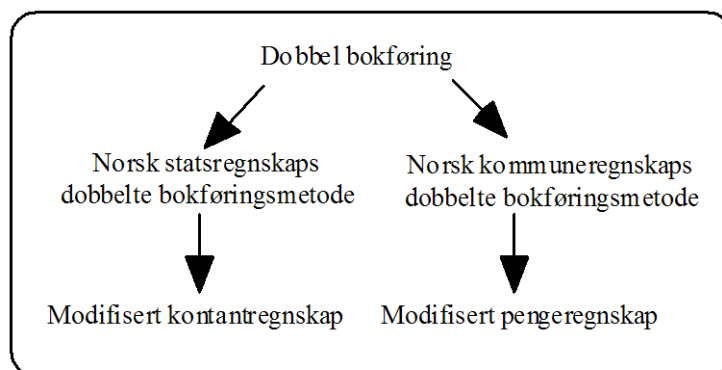 Dobbel bokføring
Norsk statsregnskaps
dobbelte bokføringsmetode
Norsk kommuneregnskaps
dobbelte bokføringsmetode
Modifisert kontantregnskap
Modifisert pengeregnskap